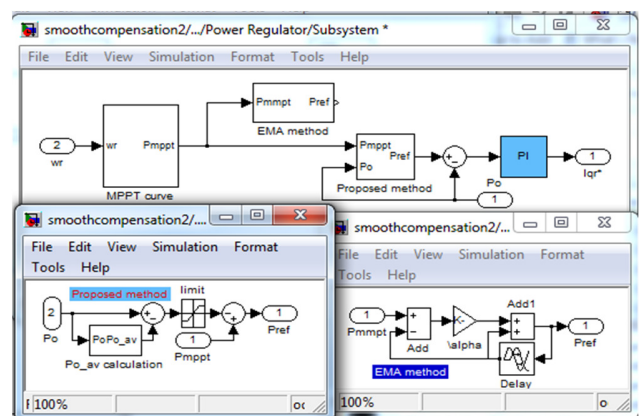 smoothcompensation2/.../Power Regulator/Subsystem *
File Edit View Simulation Format Tools Help
Pmmpt Pref
EMA method
2
wr
wr Pmppt
MPPT curve
Pmppt
Po
Pref
Proposed method
PI
1
Iqr*
Po
1
smoothcompensation2/....
File Edit View Simulation Format
Tools Help
Proposed method
limit
2
Po
PoPo_av
Po_av calculation
1
Pmppt
1
Pref
100%
smoothcompensation2/...
File Edit View Simulation Format
Tools Help
1
Pmmpt
Add
K-
\alpha
Add1
1
Pref
EMA method
Delay
100%